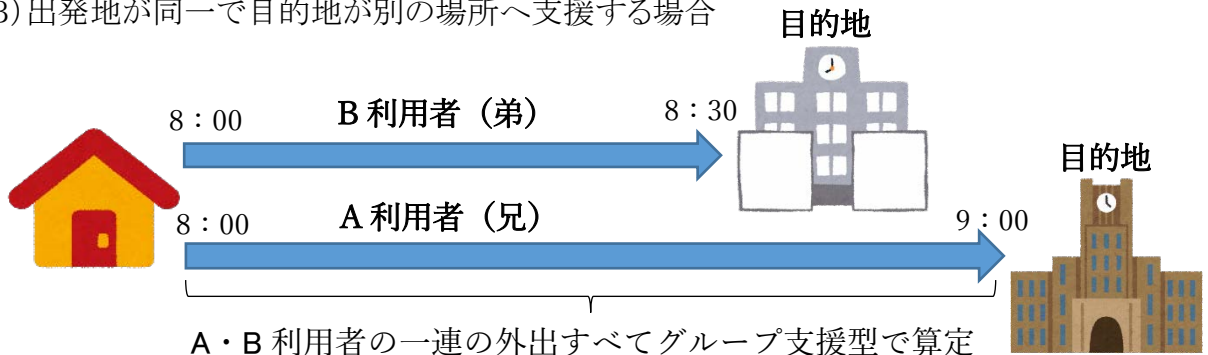 3）出発地が同一で目的地が別の場所へ支援する場合
目的地
8：00
B 利用者（弟）
8：30
目的地
8：00
A 利用者（兄）
9：00
A・B 利用者の一連の外出すべてグループ支援型で算定